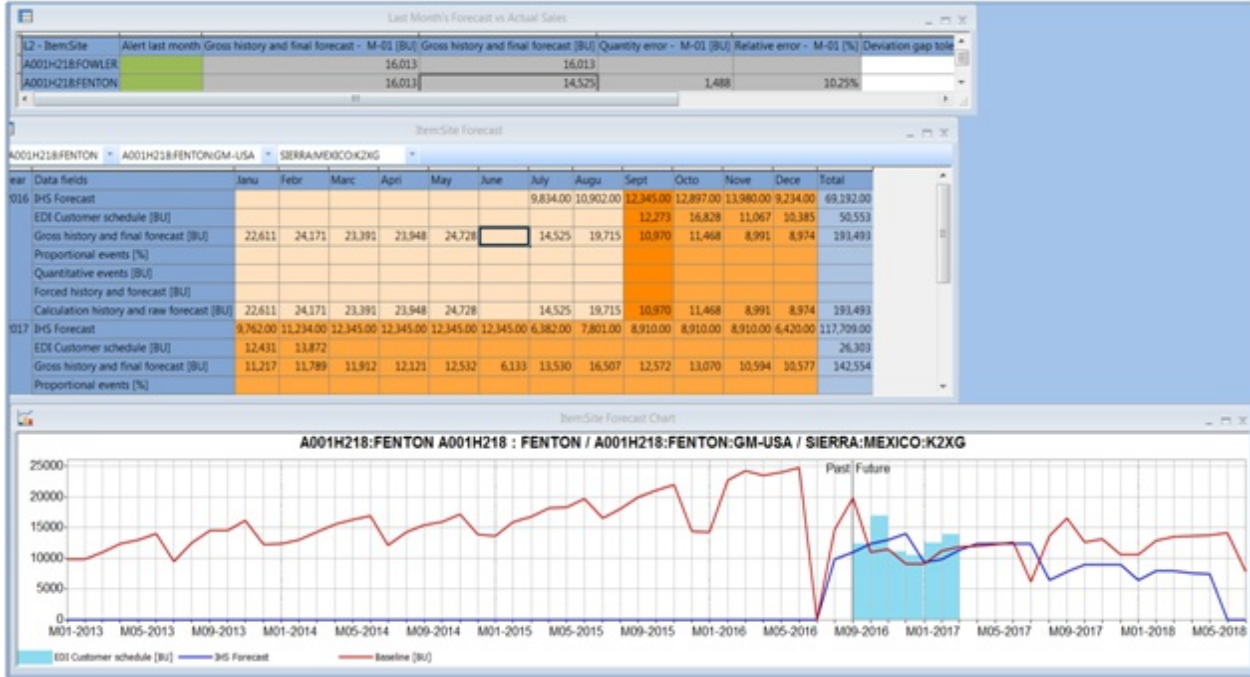 Last Month's Forecast vs Actual Sales
L2 - Item:Site Alert last month Gross history and final forecast - M-01 [BU] Gross history and final forecast [BU] Quantity error - M-01 [BU] Relative error - M-01 [%] Deviation gap tole
A001H218:FOWLER 16,013 16,013
A001H218:FENTON 16,013 14,525 1,488 10.25%
Item:Site Forecast
A001H218:FENTON A001H218:FENTON:GM-USA SIERRA:MEXICO:K2XG
ear Data fields Janu Febr Marc Apri May June July Augu Sept Octo Nove Dece Total
2016 IHS Forecast 9,834.00 10,902.00 12,345.00 12,897.00 13,980.00 9,234.00 69,192.00
EDI Customer schedule [BU] 12,273 16,828 11,067 10,385 50,553
Gross history and final forecast [BU] 22,611 24,171 23,391 23,948 24,728 14,525 19,715 10,970 11,468 8,991 8,974 193,493
Proportional events [%]
Quantitative events [BU]
Forced history and forecast [BU]
Calculation history and raw forecast [BU] 22,611 24,171 23,391 23,948 24,728 14,525 19,715 10,970 11,468 8,991 8,974 193,493
2017 IHS Forecast 9,762.00 11,234.00 12,345.00 12,345.00 12,345.00 12,345.00 6,382.00 7,801.00 8,910.00 8,910.00 8,910.00 6,420.00 117,709.00
EDI Customer schedule [BU] 12,431 13,872 26,303
Gross history and final forecast [BU] 11,217 11,789 11,912 12,121 12,532 6,133 13,530 16,507 12,572 13,070 10,594 10,577 142,554
Proportional events [%]
Item:Site Forecast Chart
A001H218:FENTON A001H218 : FENTON / A001H218:FENTON:GM-USA / SIERRA:MEXICO:K2XG
25000 Past Future
20000
15000
10000
5000
0
M01-2013 M05-2013 M09-2013 M01-2014 M05-2014 M09-2014 M01-2015 M05-2015 M09-2015 M01-2016 M05-2016 M09-2016 M01-2017 M05-2017 M09-2017 M01-2018 M05-2018
EDI Customer schedule [BU] IHS Forecast Baseline [BU]